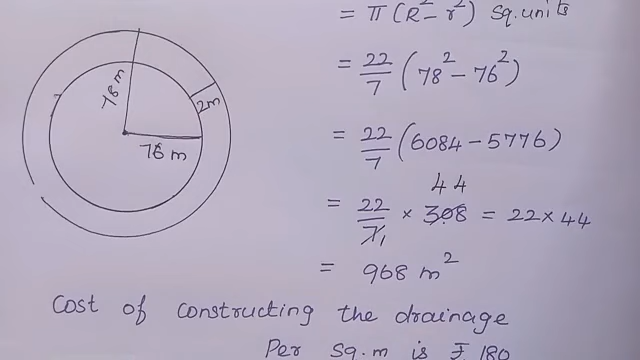 = π (R² - r²) sq.units
78 m
2m
76 m
= 22/7 (78² - 76²)
= 22/7 (6084 - 5776)
44
= 22/7 1 × 308 = 22 × 44
= 968 m²
Cost of constructing the drainage
Per sq.m is ₹ 180